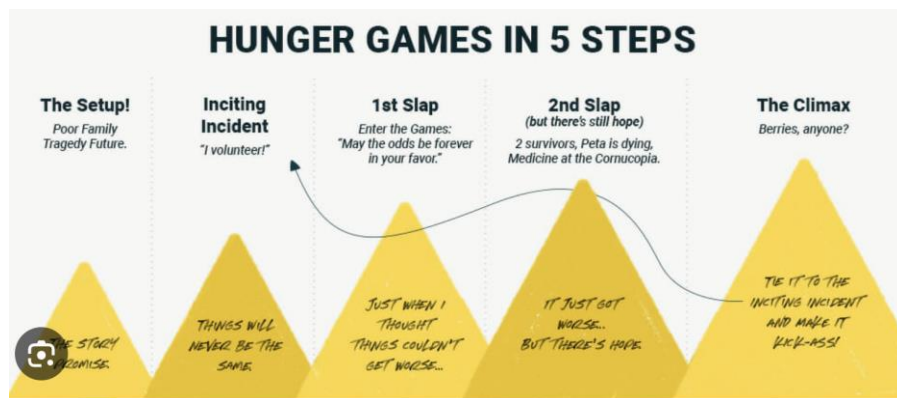 HUNGER GAMES IN 5 STEPS
The Setup!
Poor Family
Tragedy Future.
Inciting
Incident
"I volunteer!"
1st Slap
Enter the Games:
"May the odds be forever
in your favor."
2nd Slap
(but there's still hope)
2 survivors, Peta is dying,
Medicine at the Cornucopia.
The Climax
Berries, anyone?
STORY
PROMISE.
THINGS WILL
NEVER BE THE
SAME.
JUST WHEN I
THOUGHT
THINGS COULDN'T
GET WORSE...
IT JUST GOT
WORSE...
BUT THERE'S HOPE.
TIE IT TO THE
INCITING INCIDENT
AND MAKE IT
KICK-ASS!